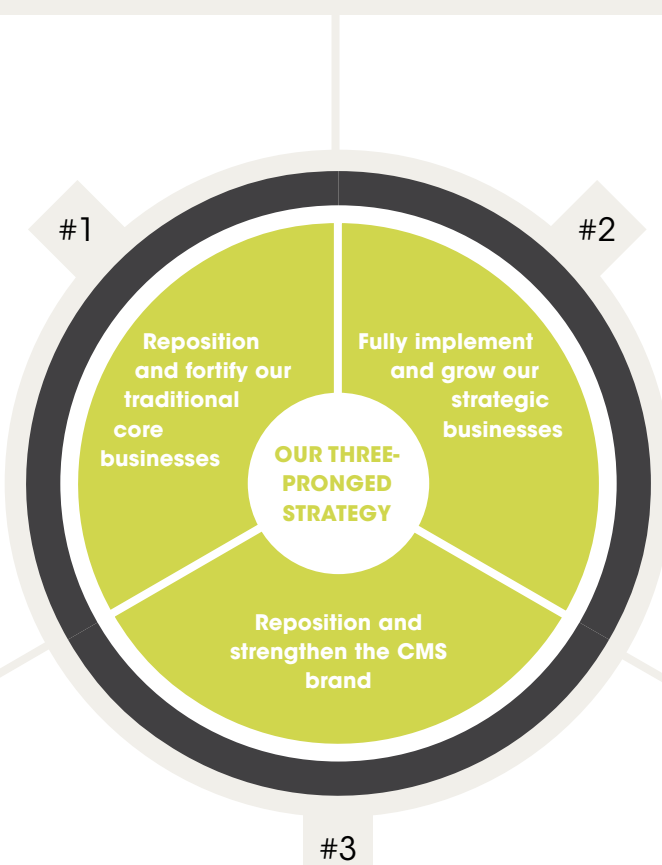 #1
Reposition
and fortify our
traditional
core
businesses
#2
Fully implement
and grow our
strategic
businesses
OUR THREE-
PRONGED
STRATEGY
Reposition and
strengthen the CMS
brand
#3